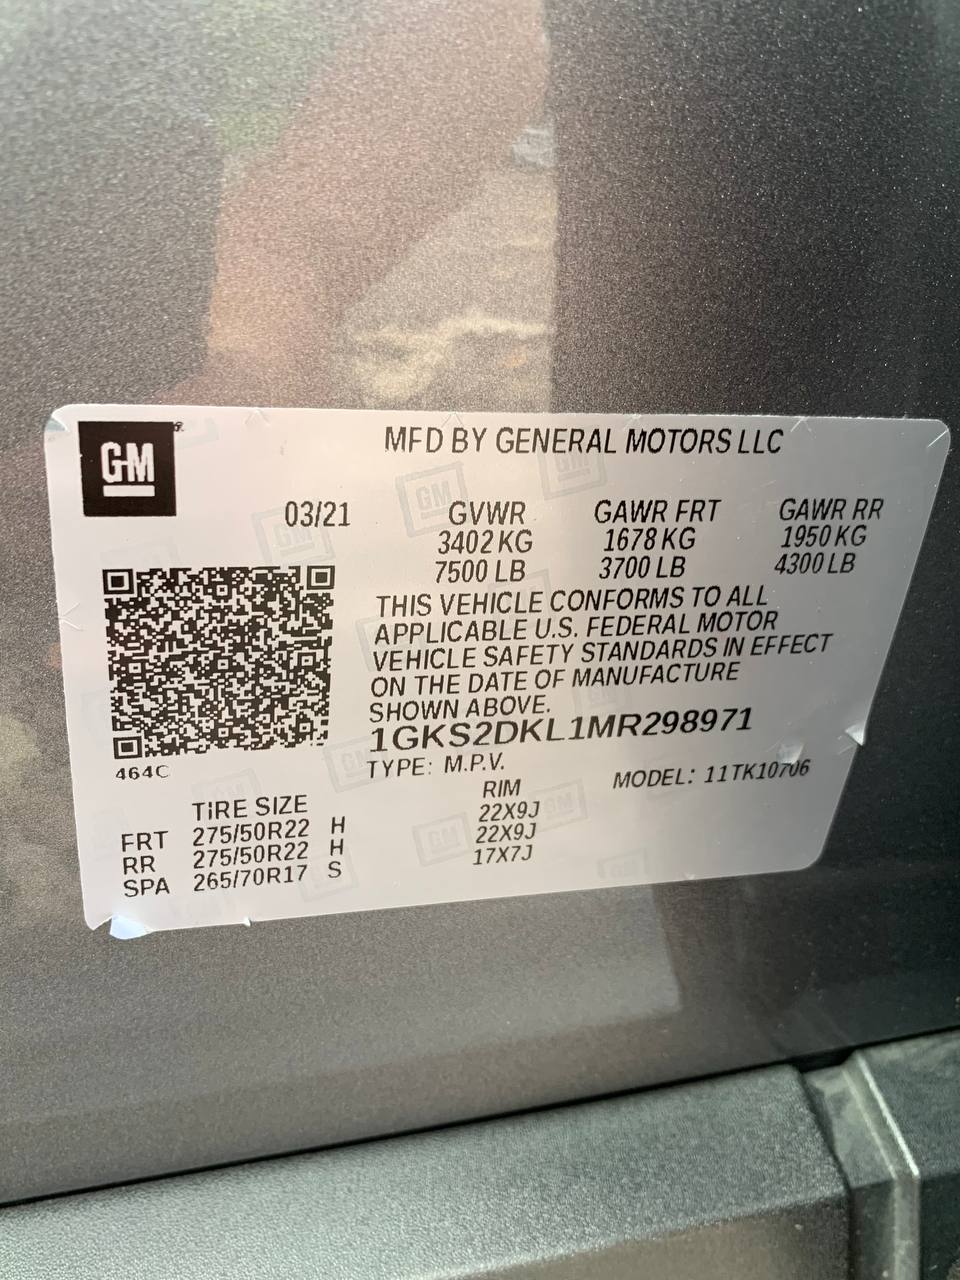 GM
MFD BY GENERAL MOTORS LLC
03/21 GVWR GAWR FRT GAWR RR
3402 KG 1678 KG 1950 KG
7500 LB 3700 LB 4300 LB
THIS VEHICLE CONFORMS TO ALL
APPLICABLE U.S. FEDERAL MOTOR
VEHICLE SAFETY STANDARDS IN EFFECT
ON THE DATE OF MANUFACTURE
SHOWN ABOVE.
1GKS2DKL1MR298971
464C
TYPE: M.P.V. MODEL: 11TK10706
TIRE SIZE RIM
FRT 275/50R22 H 22X9J
RR 275/50R22 H 22X9J
SPA 265/70R17 S 17X7J